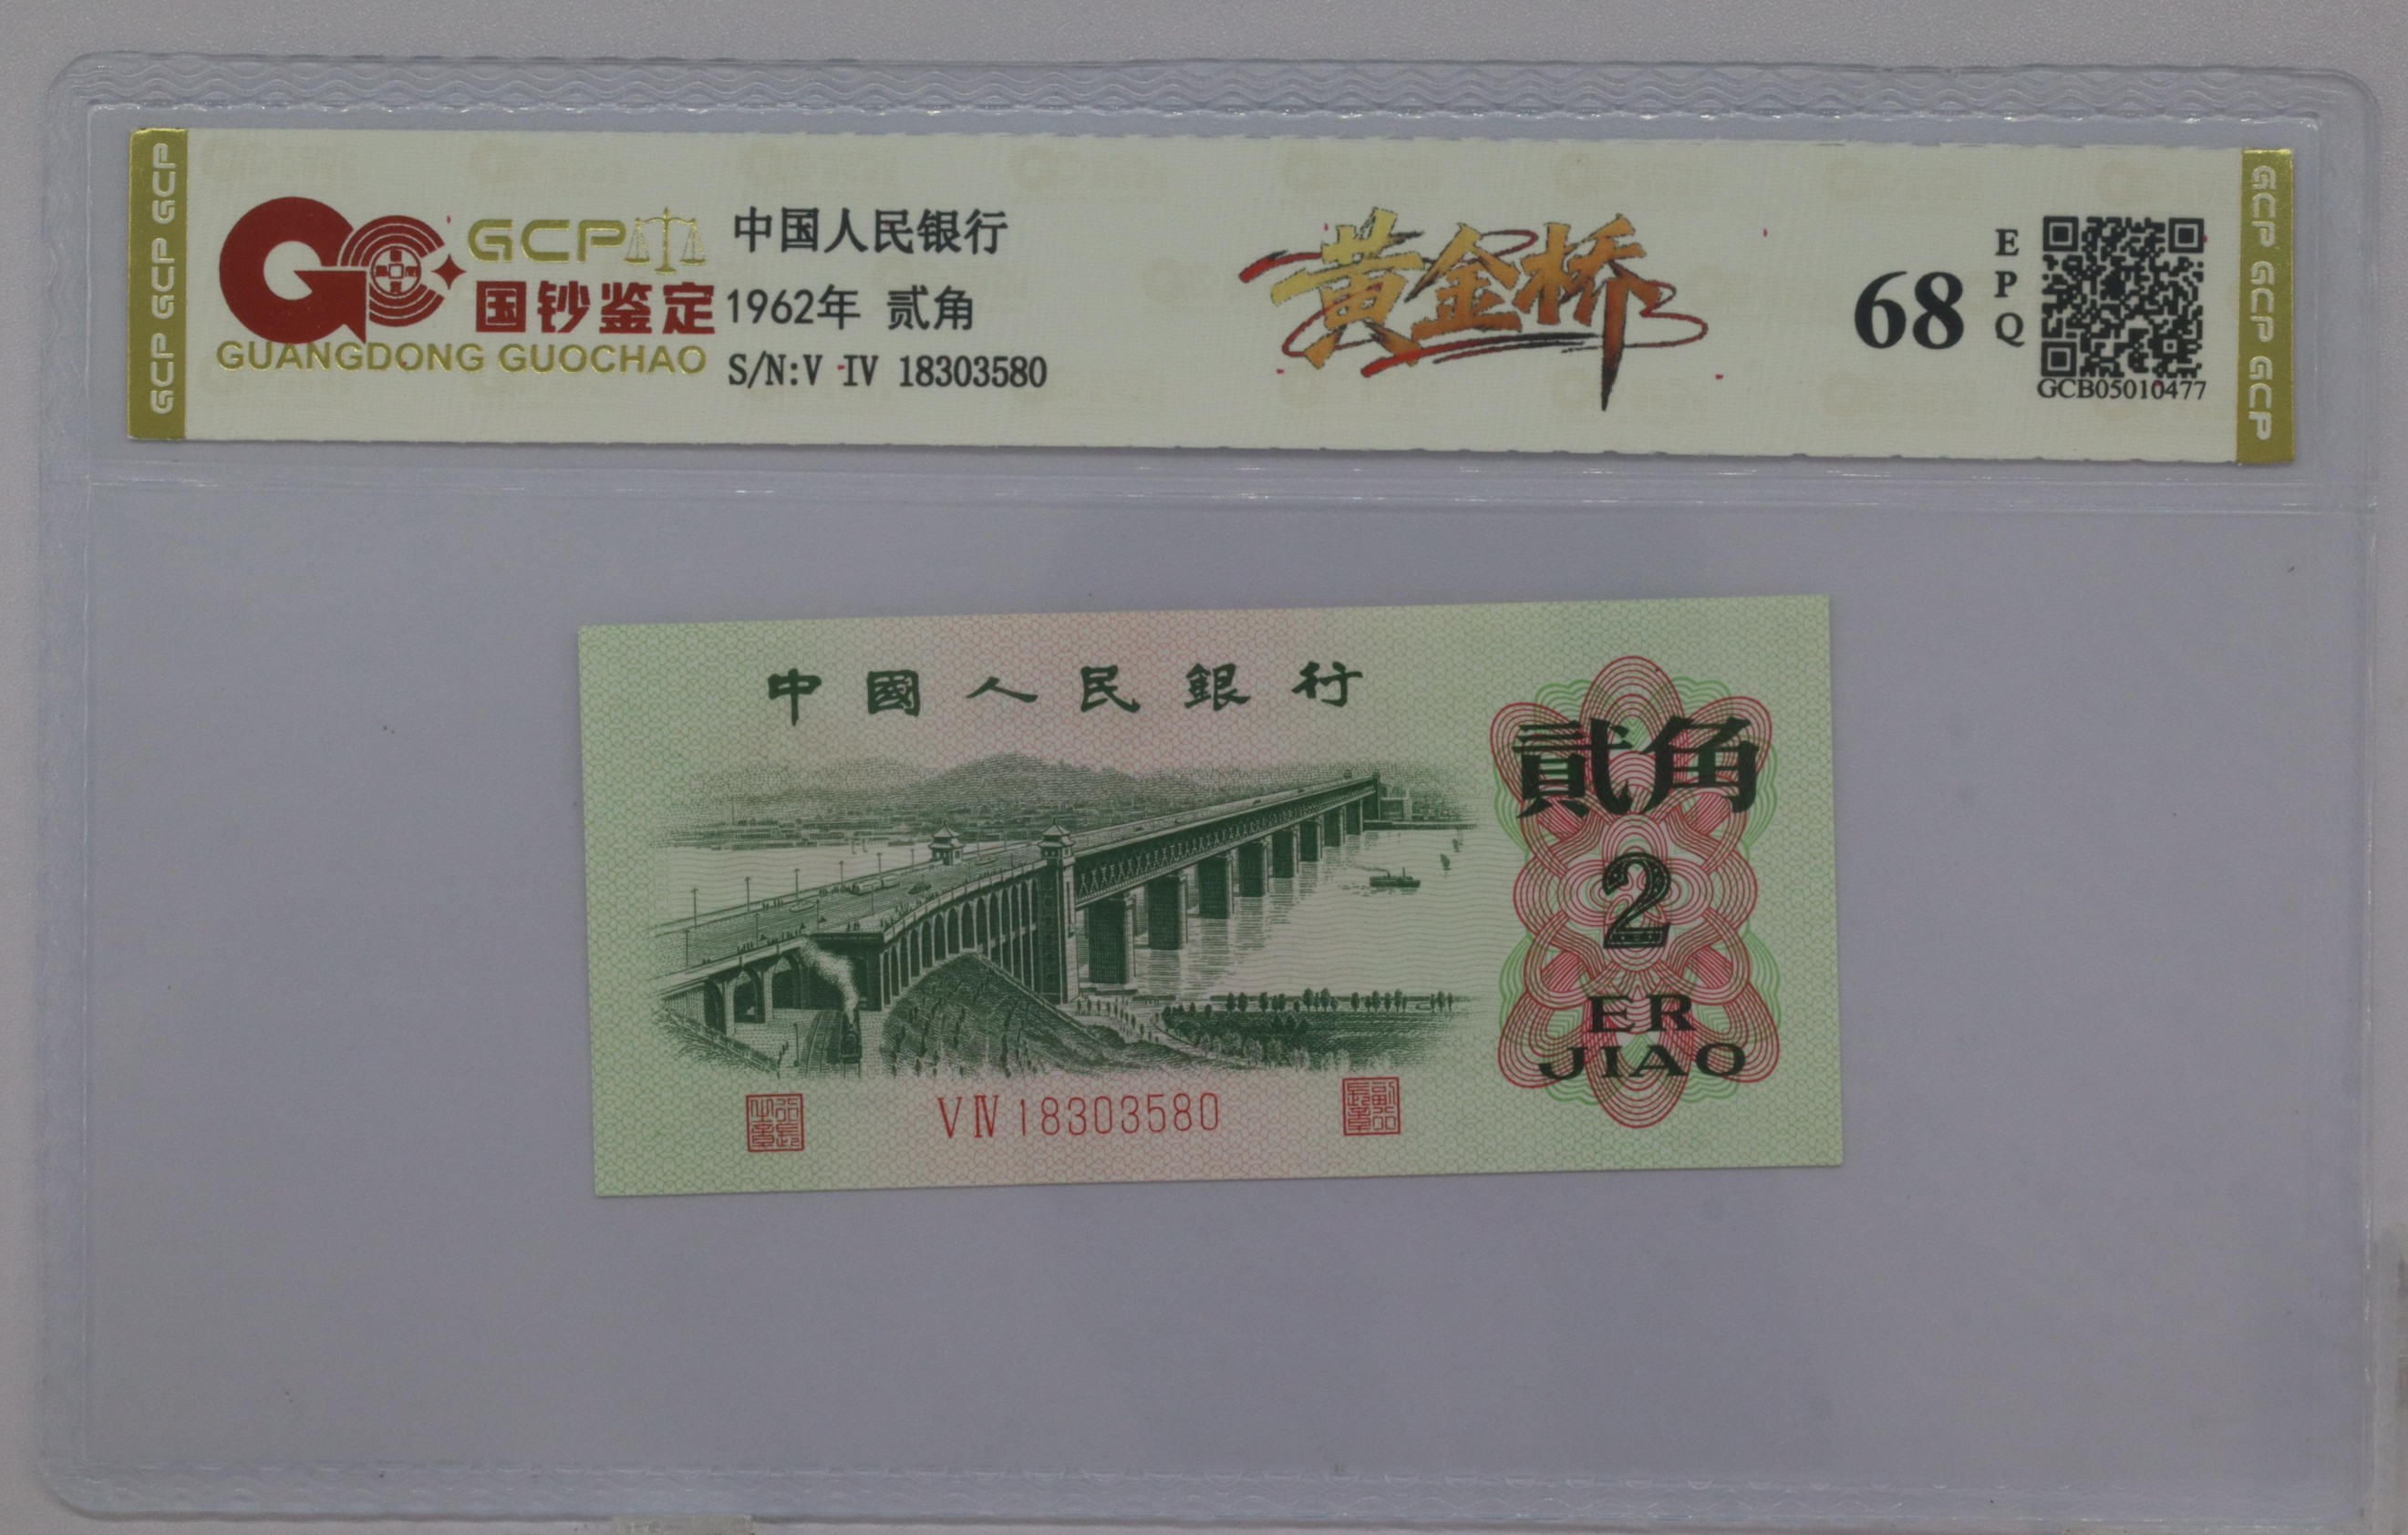 GCP GCP GCP
GCP
国钞鉴定
GUANGDONG GUOCHAO
中国人民银行
1962年 贰角
S/N:V IV 18303580
黄金桥
68
EPQ
GCB05010477
GCP GCP GCP
中國人民銀行
貳角
2
ER
JIAO
VⅣ18303580